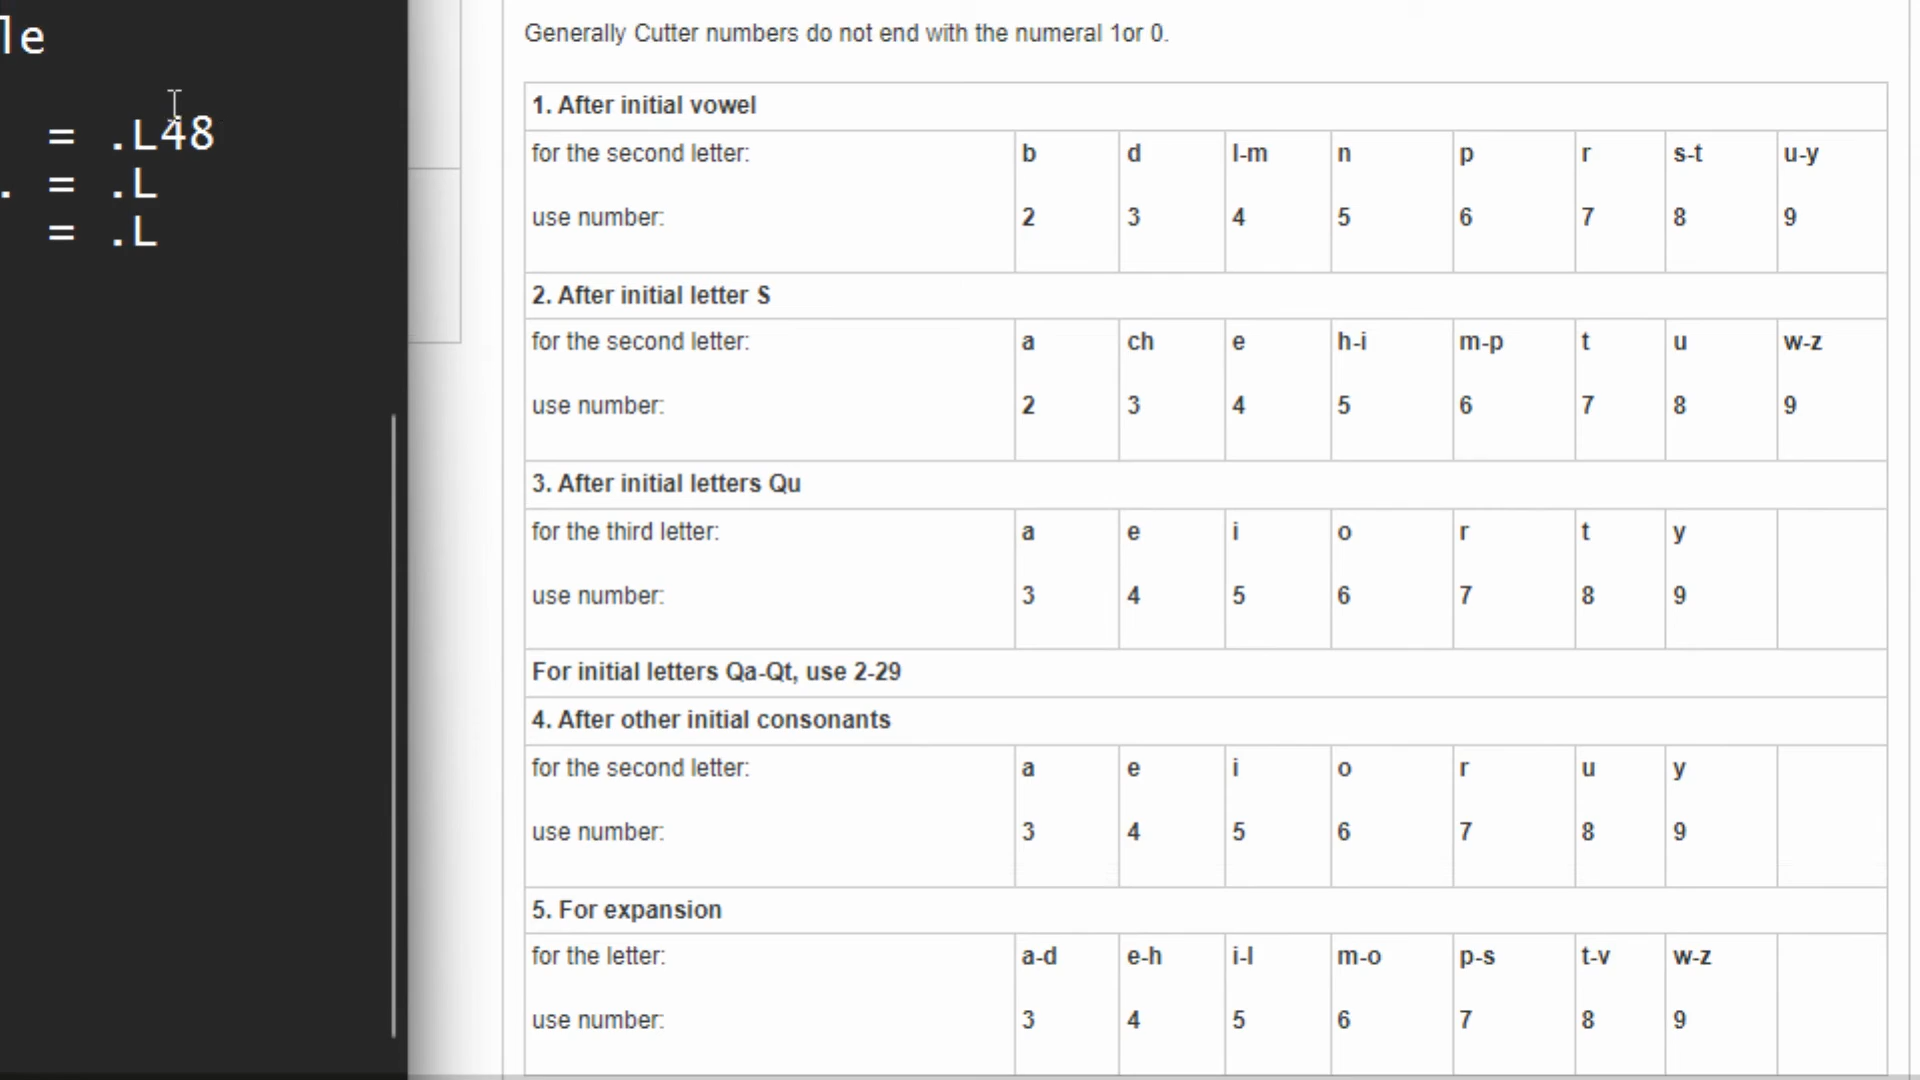 le
= .L48
. = .L
= .L
Generally Cutter numbers do not end with the numeral 1or 0.
1. After initial vowel
for the second letter: b d l-m n p r s-t u-y
use number: 2 3 4 5 6 7 8 9
2. After initial letter S
for the second letter: a ch e h-i m-p t u w-z
use number: 2 3 4 5 6 7 8 9
3. After initial letters Qu
for the third letter: a e i o r t y
use number: 3 4 5 6 7 8 9
For initial letters Qa-Qt, use 2-29
4. After other initial consonants
for the second letter: a e i o r u y
use number: 3 4 5 6 7 8 9
5. For expansion
for the letter: a-d e-h i-l m-o p-s t-v w-z
use number: 3 4 5 6 7 8 9